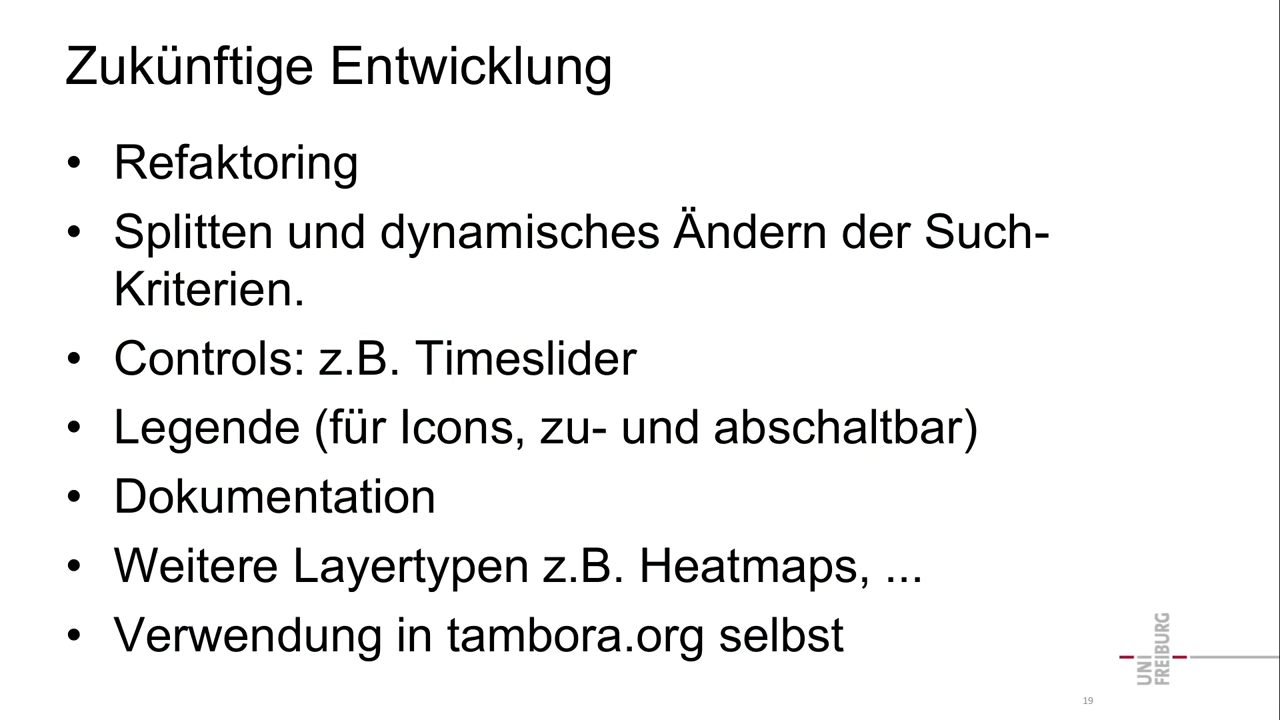 Zukünftige Entwicklung
• Refaktoring
• Splitten und dynamisches Ändern der Such-
Kriterien.
• Controls: z.B. Timeslider
• Legende (für Icons, zu- und abschaltbar)
• Dokumentation
• Weitere Layertypen z.B. Heatmaps, ...
• Verwendung in tambora.org selbst
UNI
FREIBURG
19